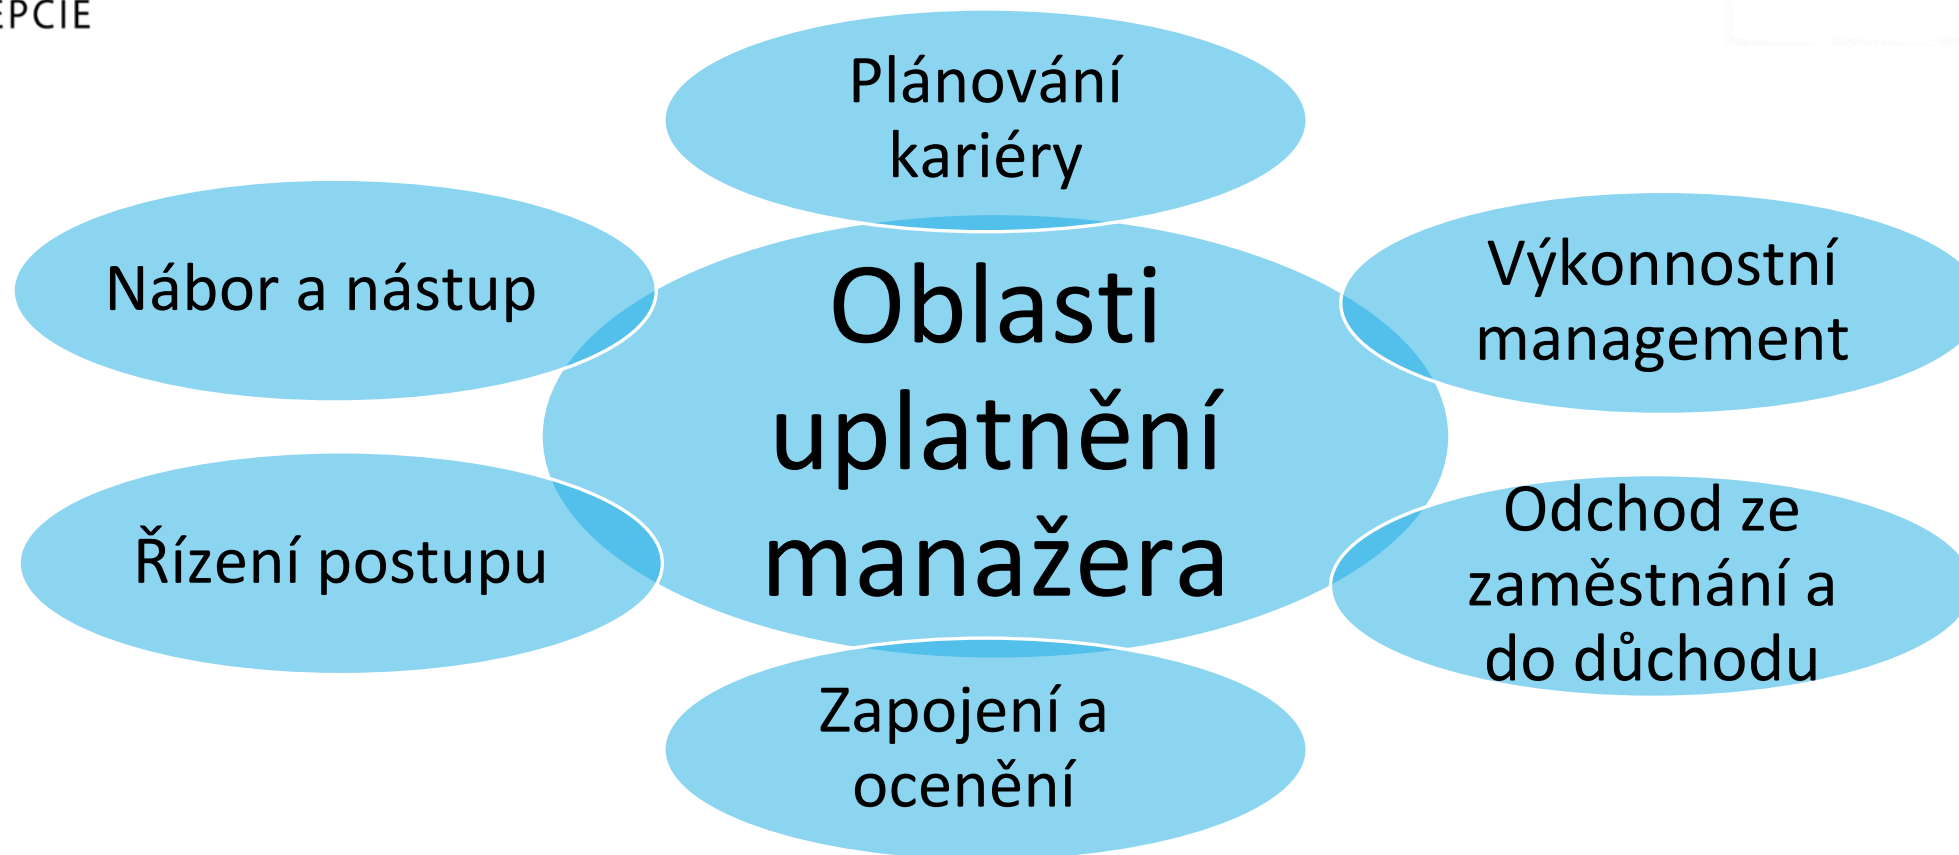 EPCIE
Plánování
kariéry
Nábor a nástup
Výkonnostní
management
Oblasti
uplatnění
manažera
Řízení postupu
Odchod ze
zaměstnání a
do důchodu
Zapojení a
ocenění